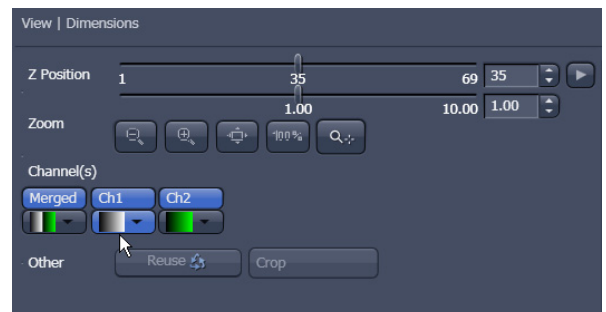 View | Dimensions
Z Position 1 35 69 35
1.00 10.00 1.00
Zoom
100%
Channel(s)
Merged Ch1 Ch2
Other Reuse Crop